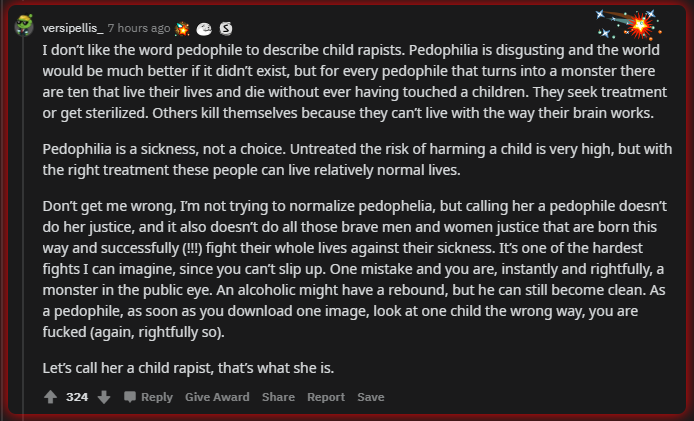 versipellis_ 7 hours ago
I don't like the word pedophile to describe child rapists. Pedophilia is disgusting and the world
would be much better if it didn't exist, but for every pedophile that turns into a monster there
are ten that live their lives and die without ever having touched a children. They seek treatment
or get sterilized. Others kill themselves because they can't live with the way their brain works.
Pedophilia is a sickness, not a choice. Untreated the risk of harming a child is very high, but with
the right treatment these people can live relatively normal lives.
Don't get me wrong, I'm not trying to normalize pedophelia, but calling her a pedophile doesn't
do her justice, and it also doesn't do all those brave men and women justice that are born this
way and successfully (!!!) fight their whole lives against their sickness. It's one of the hardest
fights I can imagine, since you can't slip up. One mistake and you are, instantly and rightfully, a
monster in the public eye. An alcoholic might have a rebound, but he can still become clean. As
a pedophile, as soon as you download one image, look at one child the wrong way, you are
fucked (again, rightfully so).
Let's call her a child rapist, that's what she is.
324 Reply Give Award Share Report Save